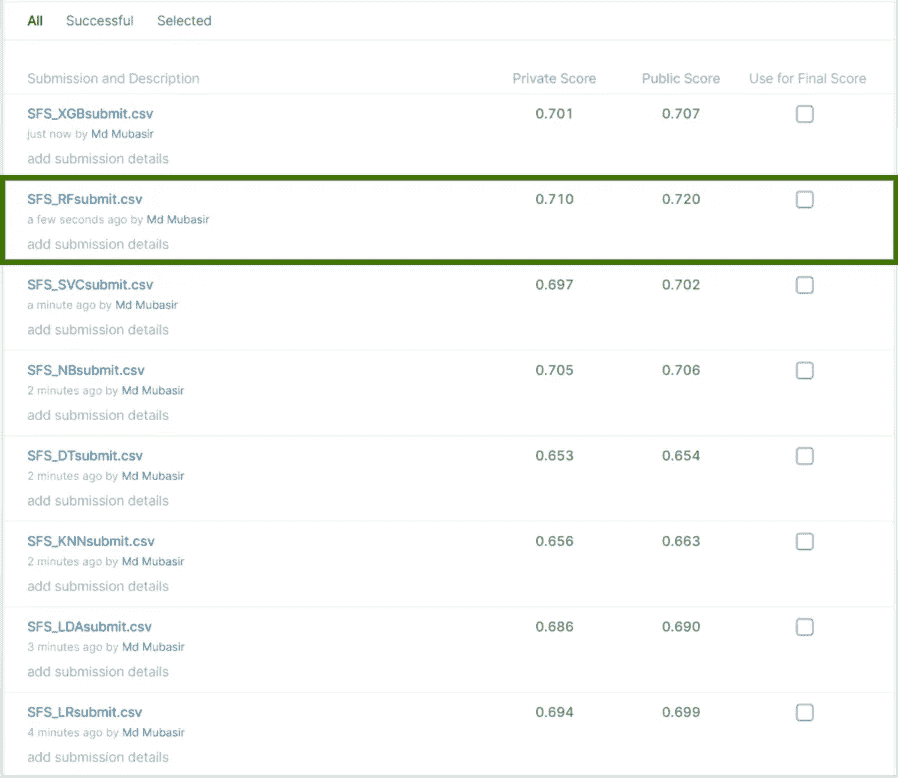 All Successful Selected
Submission and Description Private Score Public Score Use for Final Score
SFS_XGBsubmit.csv 0.701 0.707
just now by Md Mubasir
add submission details
SFS_RFsubmit.csv 0.710 0.720
a few seconds ago by Md Mubasir
add submission details
SFS_SVCsubmit.csv 0.697 0.702
a minute ago by Md Mubasir
add submission details
SFS_NBsubmit.csv 0.705 0.706
2 minutes ago by Md Mubasir
add submission details
SFS_DTsubmit.csv 0.653 0.654
2 minutes ago by Md Mubasir
add submission details
SFS_KNNsubmit.csv 0.656 0.663
2 minutes ago by Md Mubasir
add submission details
SFS_LDAsubmit.csv 0.686 0.690
3 minutes ago by Md Mubasir
add submission details
SFS_LRsubmit.csv 0.694 0.699
4 minutes ago by Md Mubasir
add submission details